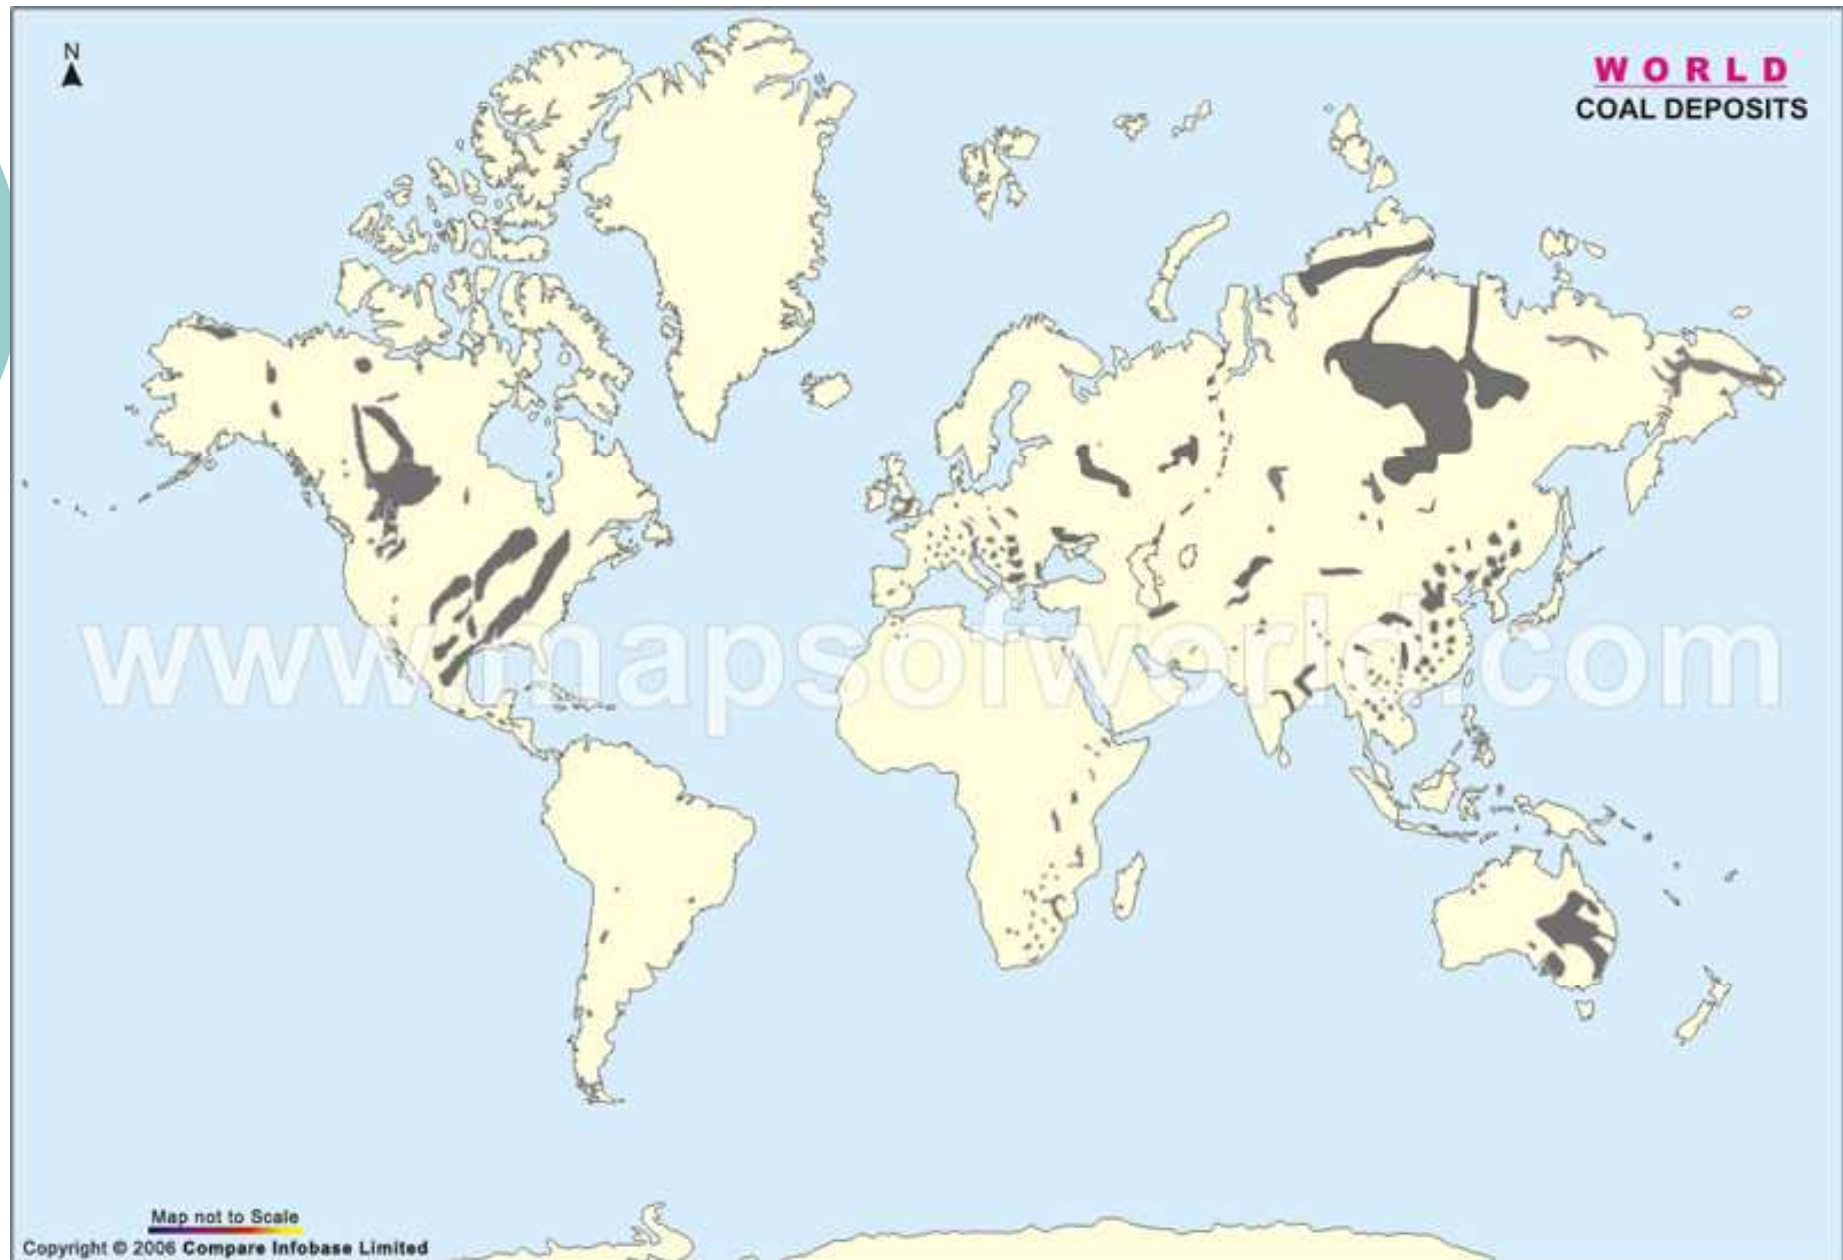 N
WORLD
COAL DEPOSITS
www.mapsofworld.com
Map not to Scale
Copyright © 2006 Compare Infobase Limited